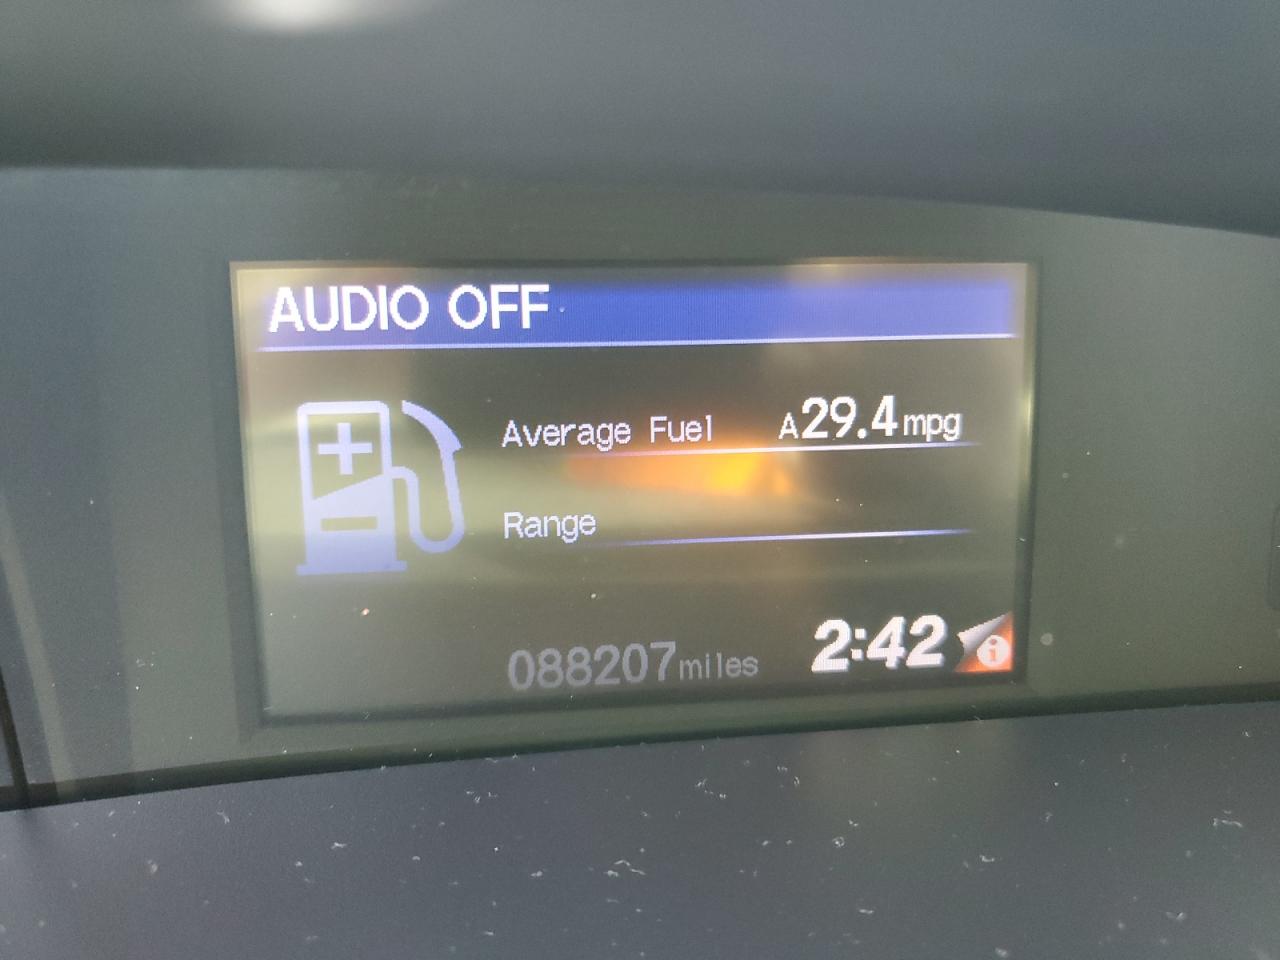 AUDIO OFF
Average Fuel A29.4mpg
Range
088207miles 2:42 i